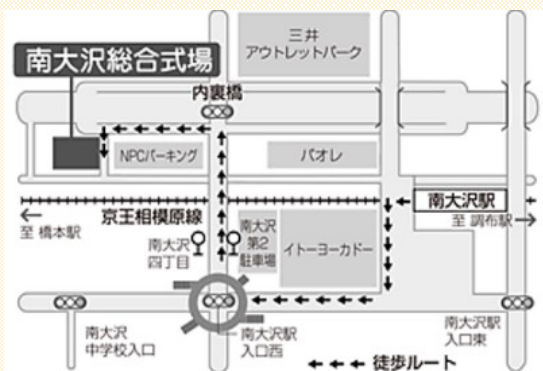 三井
アウトレットパーク
南大沢総合式場
内裏橋
NPCパーキング
パオレ
南大沢駅
京王相模原線
至 橋本駅
至 調布駅
南大沢
四丁目
南大沢
第2
駐車場
イトーヨーカドー
南大沢
中学校入口
南大沢駅
入口西
南大沢駅
入口東
徒歩ルート